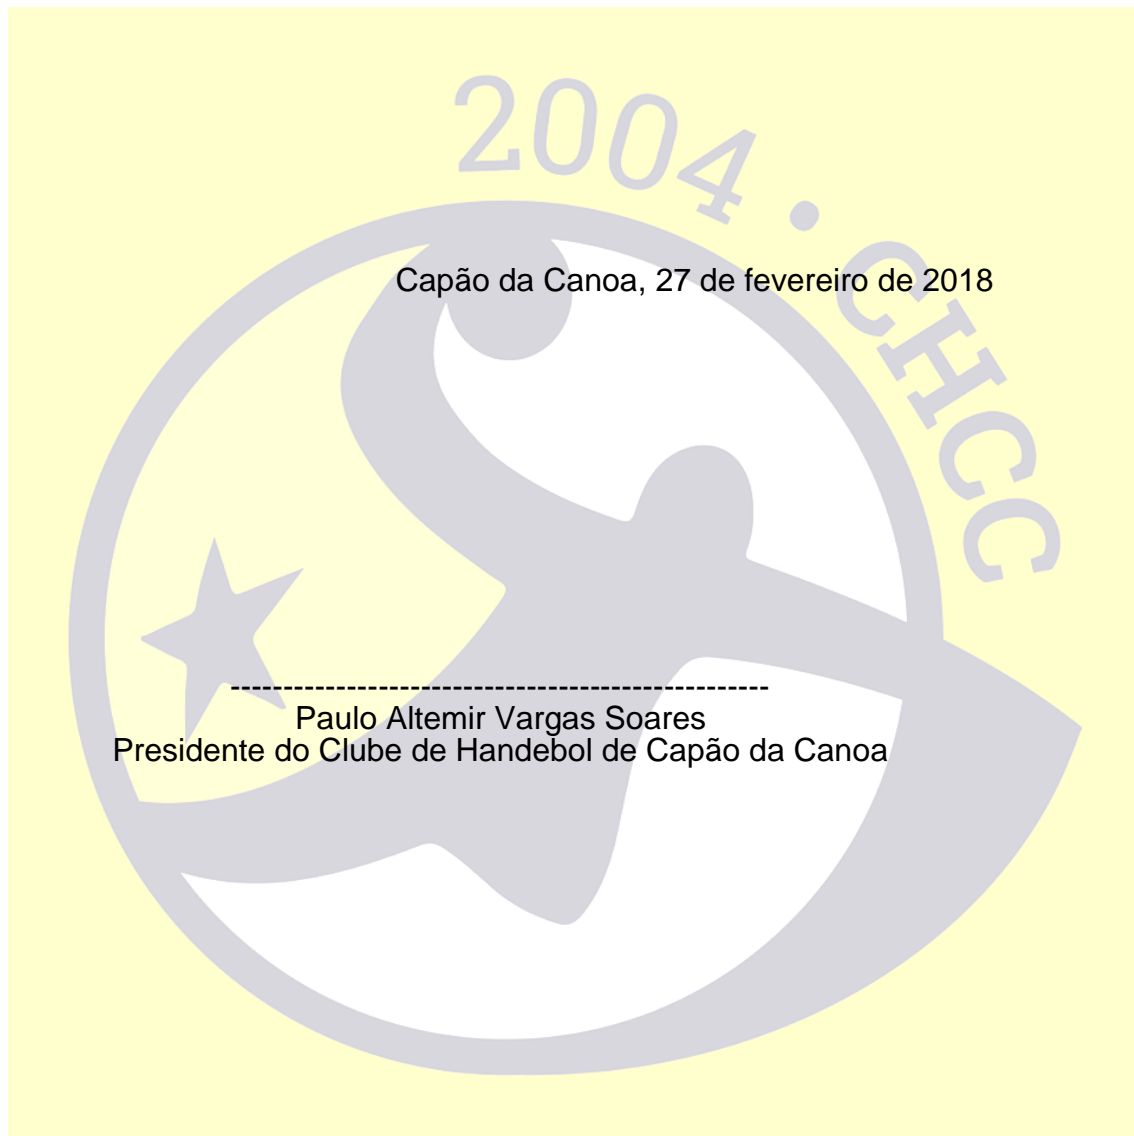 2004 • CHCC
Capão da Canoa, 27 de fevereiro de 2018
---------------------------------------------------
Paulo Altemir Vargas Soares
Presidente do Clube de Handebol de Capão da Canoa